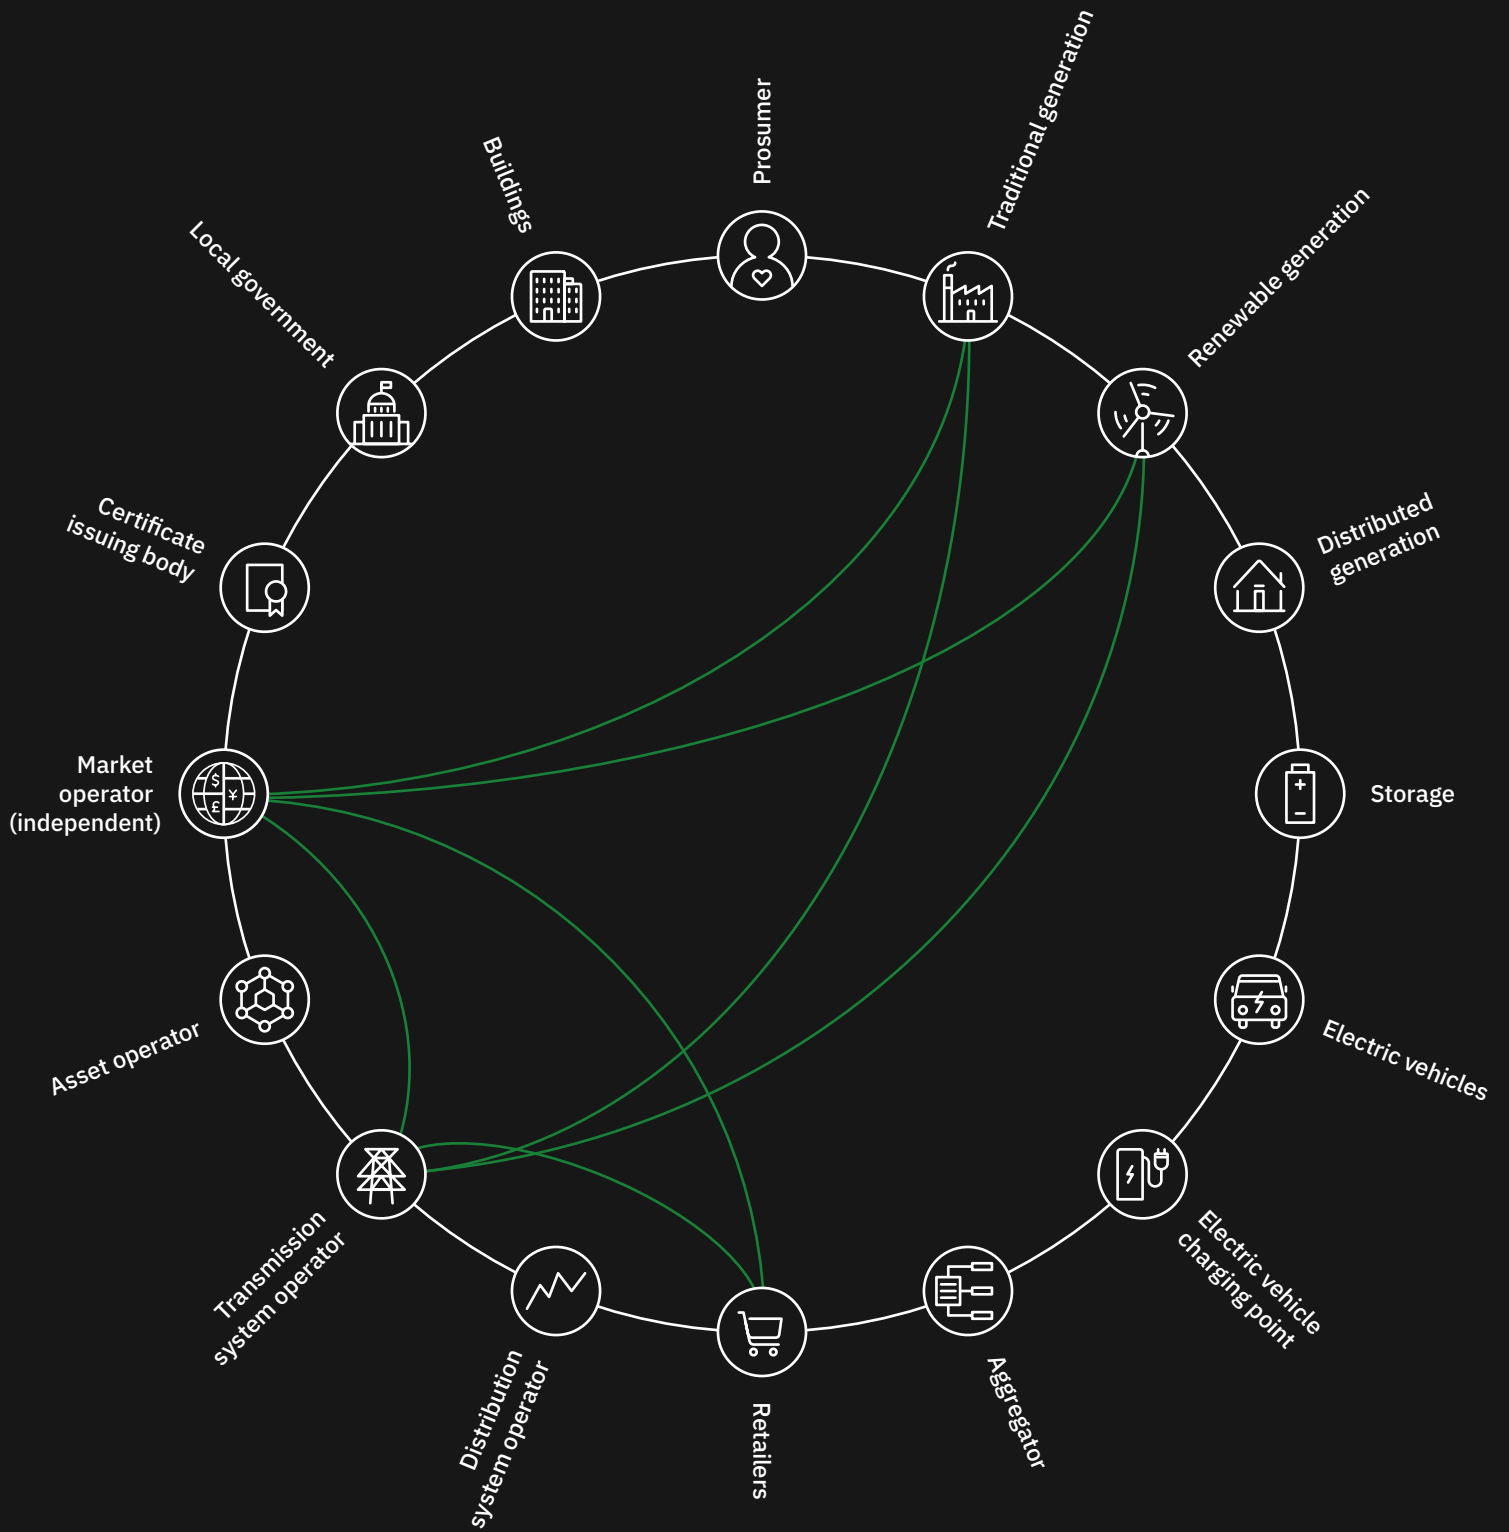 Prosumer
Traditional generation
Renewable generation
Distributed
generation
Storage
Electric vehicles
Electric vehicle
charging point
Aggregator
Retailers
Distribution
system operator
Transmission
system operator
Asset operator
Market
operator
(independent)
$
¥
£
Certificate
issuing body
Local government
Buildings